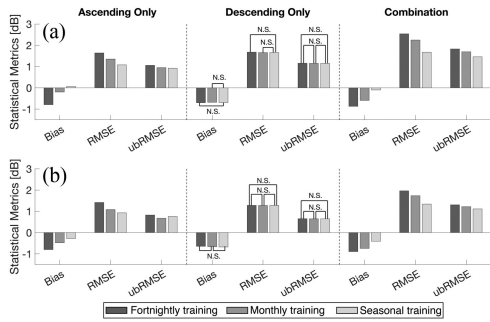 Ascending Only Descending Only Combination
(a)
Statistical Metrics [dB]
3
2
1
0
-1
N.S.
N.S.
N.S.
N.S.
N.S.
N.S.
Bias RMSE ubRMSE Bias RMSE ubRMSE Bias RMSE ubRMSE
(b)
Statistical Metrics [dB]
3
2
1
0
-1
N.S.
N.S.
N.S.
N.S.
N.S.
Bias RMSE ubRMSE Bias RMSE ubRMSE Bias RMSE ubRMSE
Fortnightly training Monthly training Seasonal training